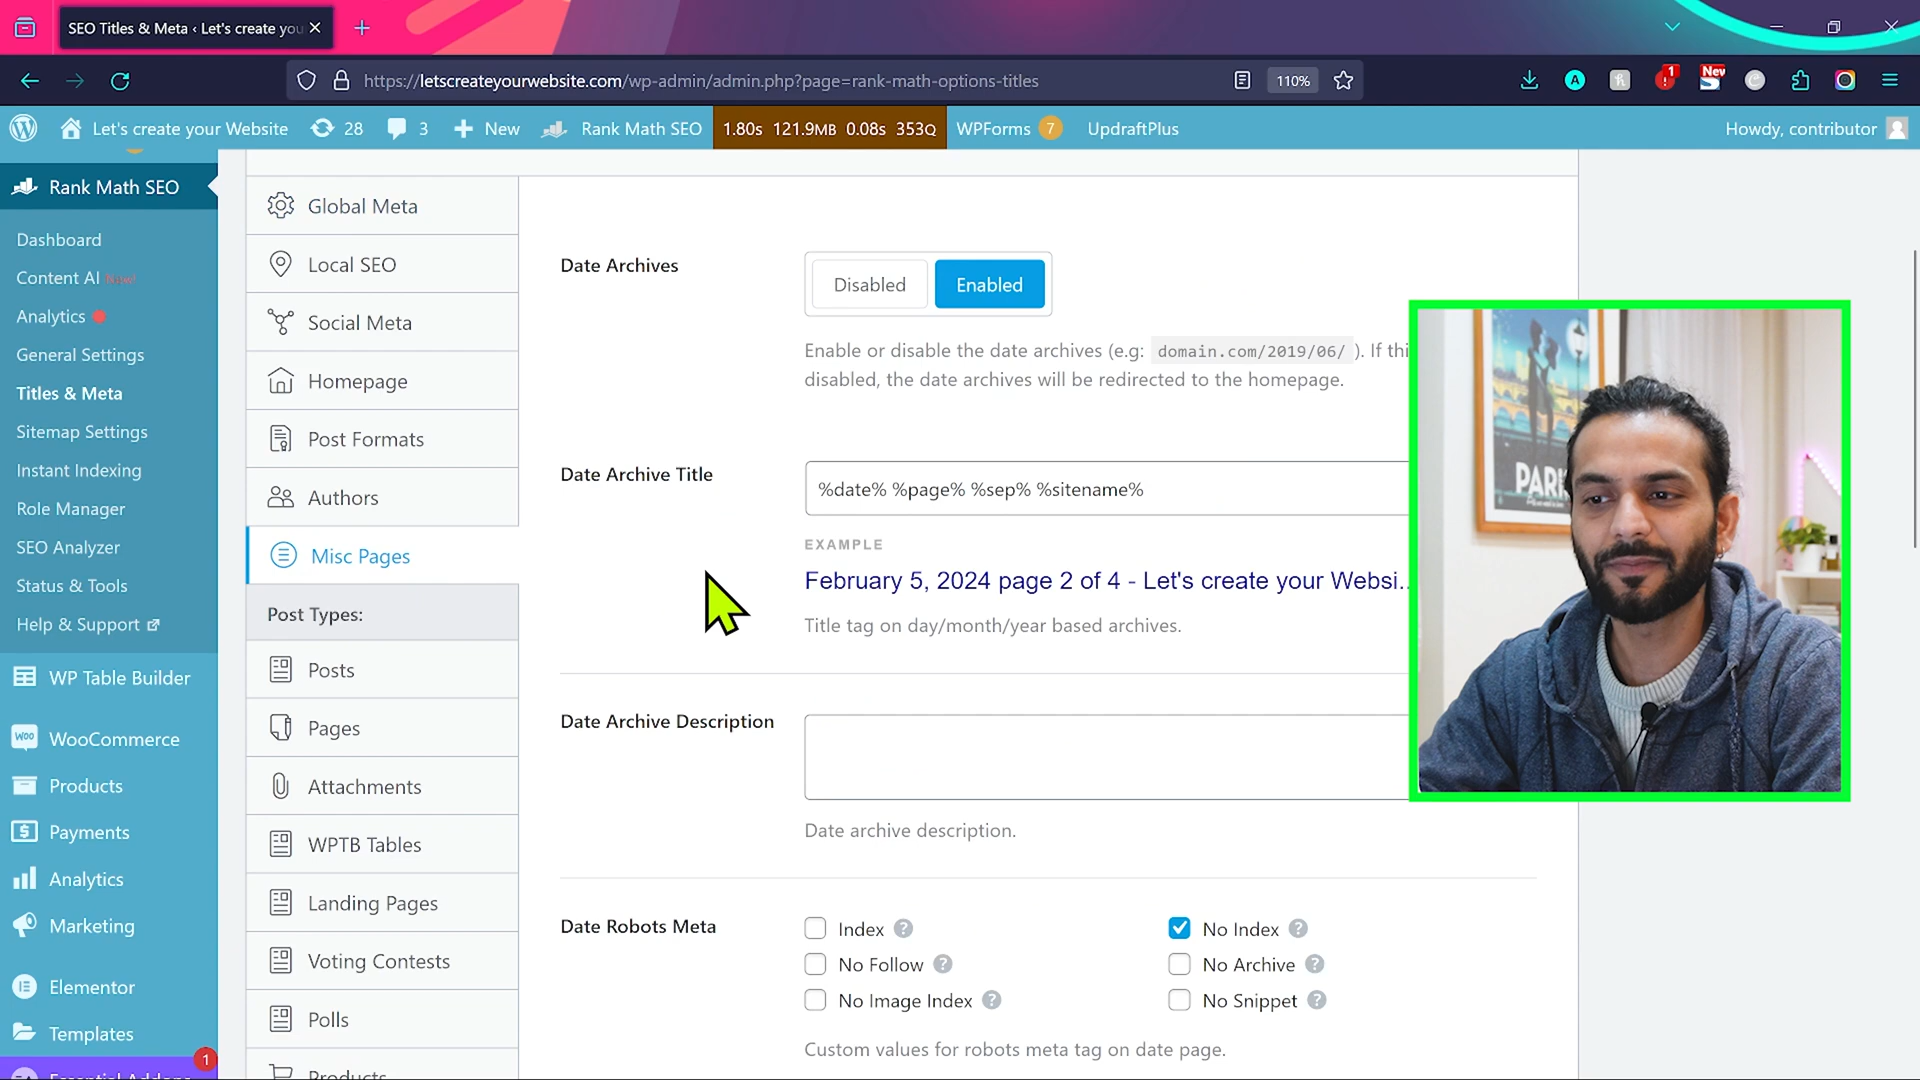 SEO Titles & Meta ‹ Let's create you
https://letscreateyourwebsite.com/wp-admin/admin.php?page=rank-math-options-titles
110%
1
New
Let's create your Website
28
3
New
Rank Math SEO
1.80s 121.9MB 0.08s 353Q
WPForms 7
UpdraftPlus
Howdy, contributor
Rank Math SEO
Dashboard
Content AI New!
Analytics
General Settings
Titles & Meta
Sitemap Settings
Instant Indexing
Role Manager
SEO Analyzer
Status & Tools
Help & Support
WP Table Builder
WooCommerce
Products
Payments
Analytics
Marketing
Elementor
Templates
1
Essential Addons
Global Meta
Local SEO
Social Meta
Homepage
Post Formats
Authors
Misc Pages
Post Types:
Posts
Pages
Attachments
WPTB Tables
Landing Pages
Voting Contests
Polls
Products
Date Archives
Disabled
Enabled
Enable or disable the date archives (e.g: domain.com/2019/06/ ). If thi
disabled, the date archives will be redirected to the homepage.
Date Archive Title
%date% %page% %sep% %sitename%
EXAMPLE
February 5, 2024 page 2 of 4 - Let's create your Websi...
Title tag on day/month/year based archives.
Date Archive Description
Date archive description.
Date Robots Meta
Index
No Index
No Follow
No Archive
No Image Index
No Snippet
Custom values for robots meta tag on date page.